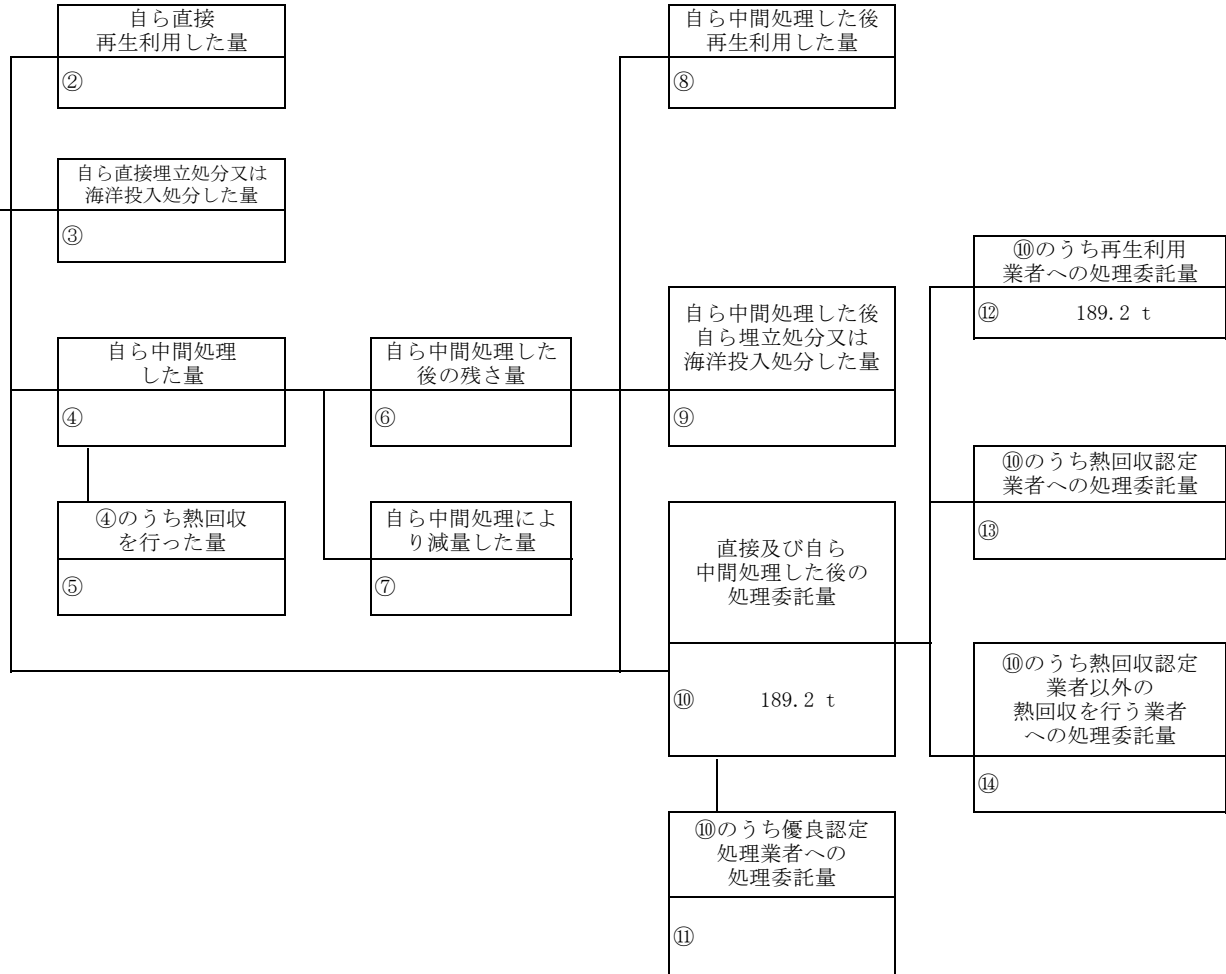 自ら直接
再生利用した量
②
自ら中間処理した後
再生利用した量
⑧
自ら直接埋立処分又は
海洋投入処分した量
③
⑩のうち再生利用
業者への処理委託量
⑫ 189.2 t
自ら中間処理した後
自ら埋立処分又は
海洋投入処分した量
⑨
自ら中間処理
した量
④
自ら中間処理した
後の残さ量
⑥
⑩のうち熱回収認定
業者への処理委託量
⑬
④のうち熱回収
を行った量
⑤
自ら中間処理によ
り減量した量
⑦
直接及び自ら
中間処理した後の
処理委託量
⑩ 189.2 t
⑩のうち熱回収認定
業者以外の
熱回収を行う業者
への処理委託量
⑭
⑩のうち優良認定
処理業者への
処理委託量
⑪